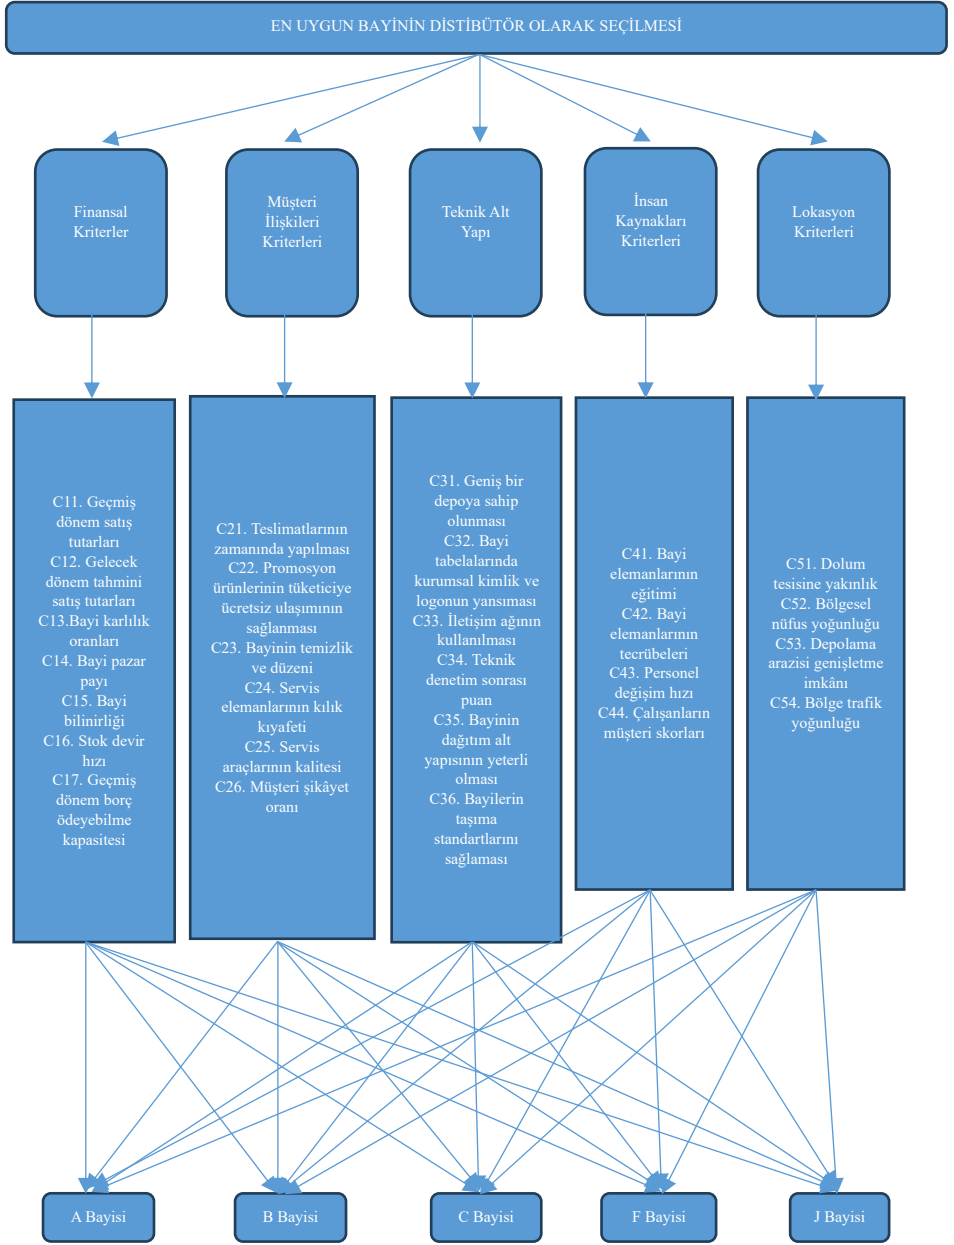 EN UYGUN BAYİNİN DİSTİBÜTÖR OLARAK SEÇİLMESİ
Finansal
Kriterler
Müşteri
İlişkileri
Kriterleri
Teknik Alt
Yapı
İnsan
Kaynakları
Kriterleri
Lokasyon
Kriterleri
C11. Geçmiş
dönem satış
tutarları
C12. Gelecek
dönem tahmini
satış tutarları
C13.Bayi karlılık
oranları
C14. Bayi pazar
payı
C15. Bayi
bilinirliği
C16. Stok devir
hızı
C17. Geçmiş
dönem borç
ödeyebilme
kapasitesi
C21. Teslimatlarının
zamanında yapılması
C22. Promosyon
ürünlerinin tüketiciye
ücretsiz ulaşımının
sağlanması
C23. Bayinin temizlik
ve düzeni
C24. Servis
elemanlarının kılık
kıyafeti
C25. Servis
araçlarının kalitesi
C26. Müşteri şikâyet
oranı
C31. Geniş bir
depoya sahip
olunması
C32. Bayi
tabelalarında
kurumsal kimlik ve
logonun yansıması
C33. İletişim ağının
kullanılması
C34. Teknik
denetim sonrası
puan
C35. Bayinin
dağıtım alt
yapısının yeterli
olması
C36. Bayilerin
taşıma
standartlarını
sağlaması
C41. Bayi
elemanlarının
eğitimi
C42. Bayi
elemanlarının
tecrübeleri
C43. Personel
değişim hızı
C44. Çalışanların
müşteri skorları
C51. Dolum
tesisine yakınlık
C52. Bölgesel
nüfus yoğunluğu
C53. Depolama
arazisi genişletme
imkânı
C54. Bölge trafik
yoğunluğu
A Bayisi
B Bayisi
C Bayisi
F Bayisi
J Bayisi